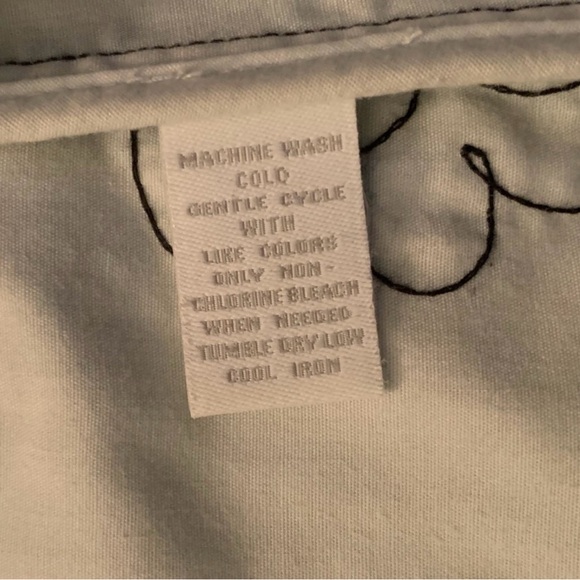 MACHINE WASH
COLD
GENTLE CYCLE
WITH
LIKE COLORS
ONLY NON-
CHLORINE BLEACH
WHEN NEEDED
TUMBLE DRY LOW
COOL IRON